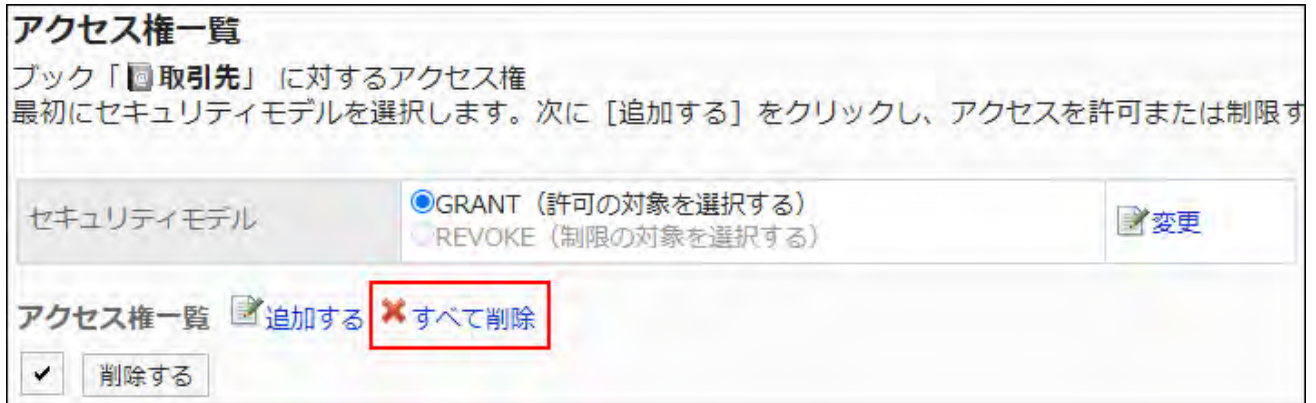 アクセス権一覧
ブック「取引先」 に対するアクセス権
最初にセキュリティモデルを選択します。次に [追加する] をクリックし、アクセスを許可または制限す
セキュリティモデル
GRANT（許可の対象を選択する）
REVOKE（制限の対象を選択する）
変更
アクセス権一覧 追加する すべて削除
削除する